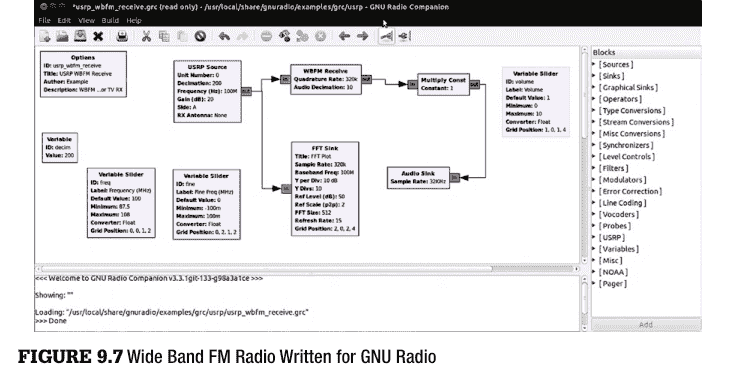 *usrp_wbfm_receive.grc (read only) - /usr/local/share/gnuradio/examples/grc/usrp - GNU Radio Companion
File Edit View Build Help
Options
ID: usrp_wbfm_receive
Title: USRP WBFM Receive
Author: Example
Description: WBFM ...or TV RX
Variable
ID: decim
Value: 200
Variable Slider
ID: freq
Label: Frequency (MHz)
Default Value: 100
Minimum: 87.5
Maximum: 108
Converter: Float
Grid Position: 0, 0, 1, 2
Variable Slider
ID: fine
Label: Fine Freq (MHz)
Default Value: 0
Minimum: -100m
Maximum: 100m
Converter: Float
Grid Position: 0, 2, 1, 2
USRP Source
Unit Number: 0
Decimation: 200
Frequency (Hz): 100M
Gain (dB): 20
Side: A
RX Antenna: None
out
in
WBFM Receive
Quadrature Rate: 320k
Audio Decimation: 10
out
in
FFT Sink
Title: FFT Plot
Sample Rate: 320k
Baseband Freq: 100M
Y per Div: 10 dB
Y Divs: 10
Ref Level (dB): 50
Ref Scale (p2p): 2
FFT Size: 512
Refresh Rate: 15
Grid Position: 2, 0, 2, 4
in
Multiply Const
Constant: 1
out
Audio Sink
Sample Rate: 32KHz
in
Variable Slider
ID: volume
Label: Volume
Default Value: 1
Minimum: 0
Maximum: 10
Converter: Float
Grid Position: 1, 0, 1, 4
Blocks
[ Sources ]
[ Sinks ]
[ Graphical Sinks ]
[ Operators ]
[ Type Conversions ]
[ Stream Conversions ]
[ Misc Conversions ]
[ Synchronizers ]
[ Level Controls ]
[ Filters ]
[ Modulators ]
[ Error Correction ]
[ Line Coding ]
[ Vocoders ]
[ Probes ]
[ USRP ]
[ Variables ]
[ Misc ]
[ NOAA ]
[ Pager ]
Add
<<< Welcome to GNU Radio Companion v3.3.1git-133-g98a3a1ce >>>
Showing: ""
Loading: "/usr/local/share/gnuradio/examples/grc/usrp/usrp_wbfm_receive.grc"
>>> Done
FIGURE 9.7 Wide Band FM Radio Written for GNU Radio